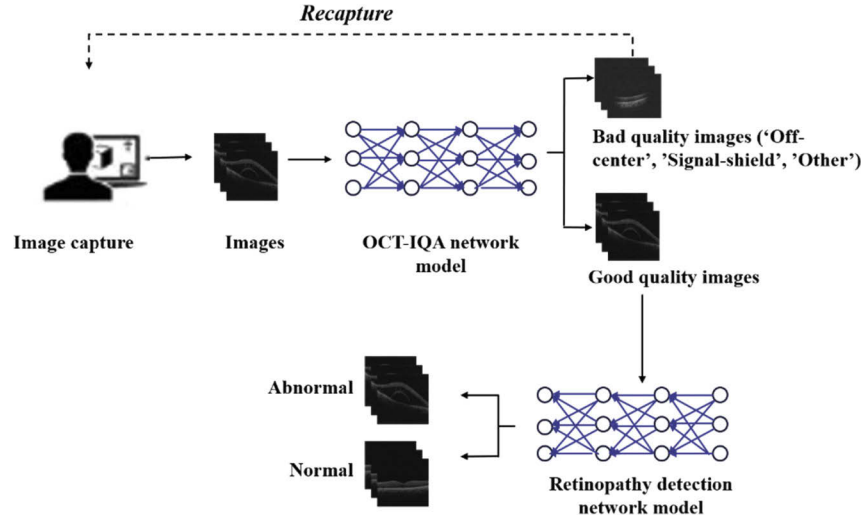 Recapture
Bad quality images (‘Off-
center’, ’Signal-shield’, ’Other’)
Image capture
Images
OCT-IQA network
model
Good quality images
Abnormal
Normal
Retinopathy detection
network model